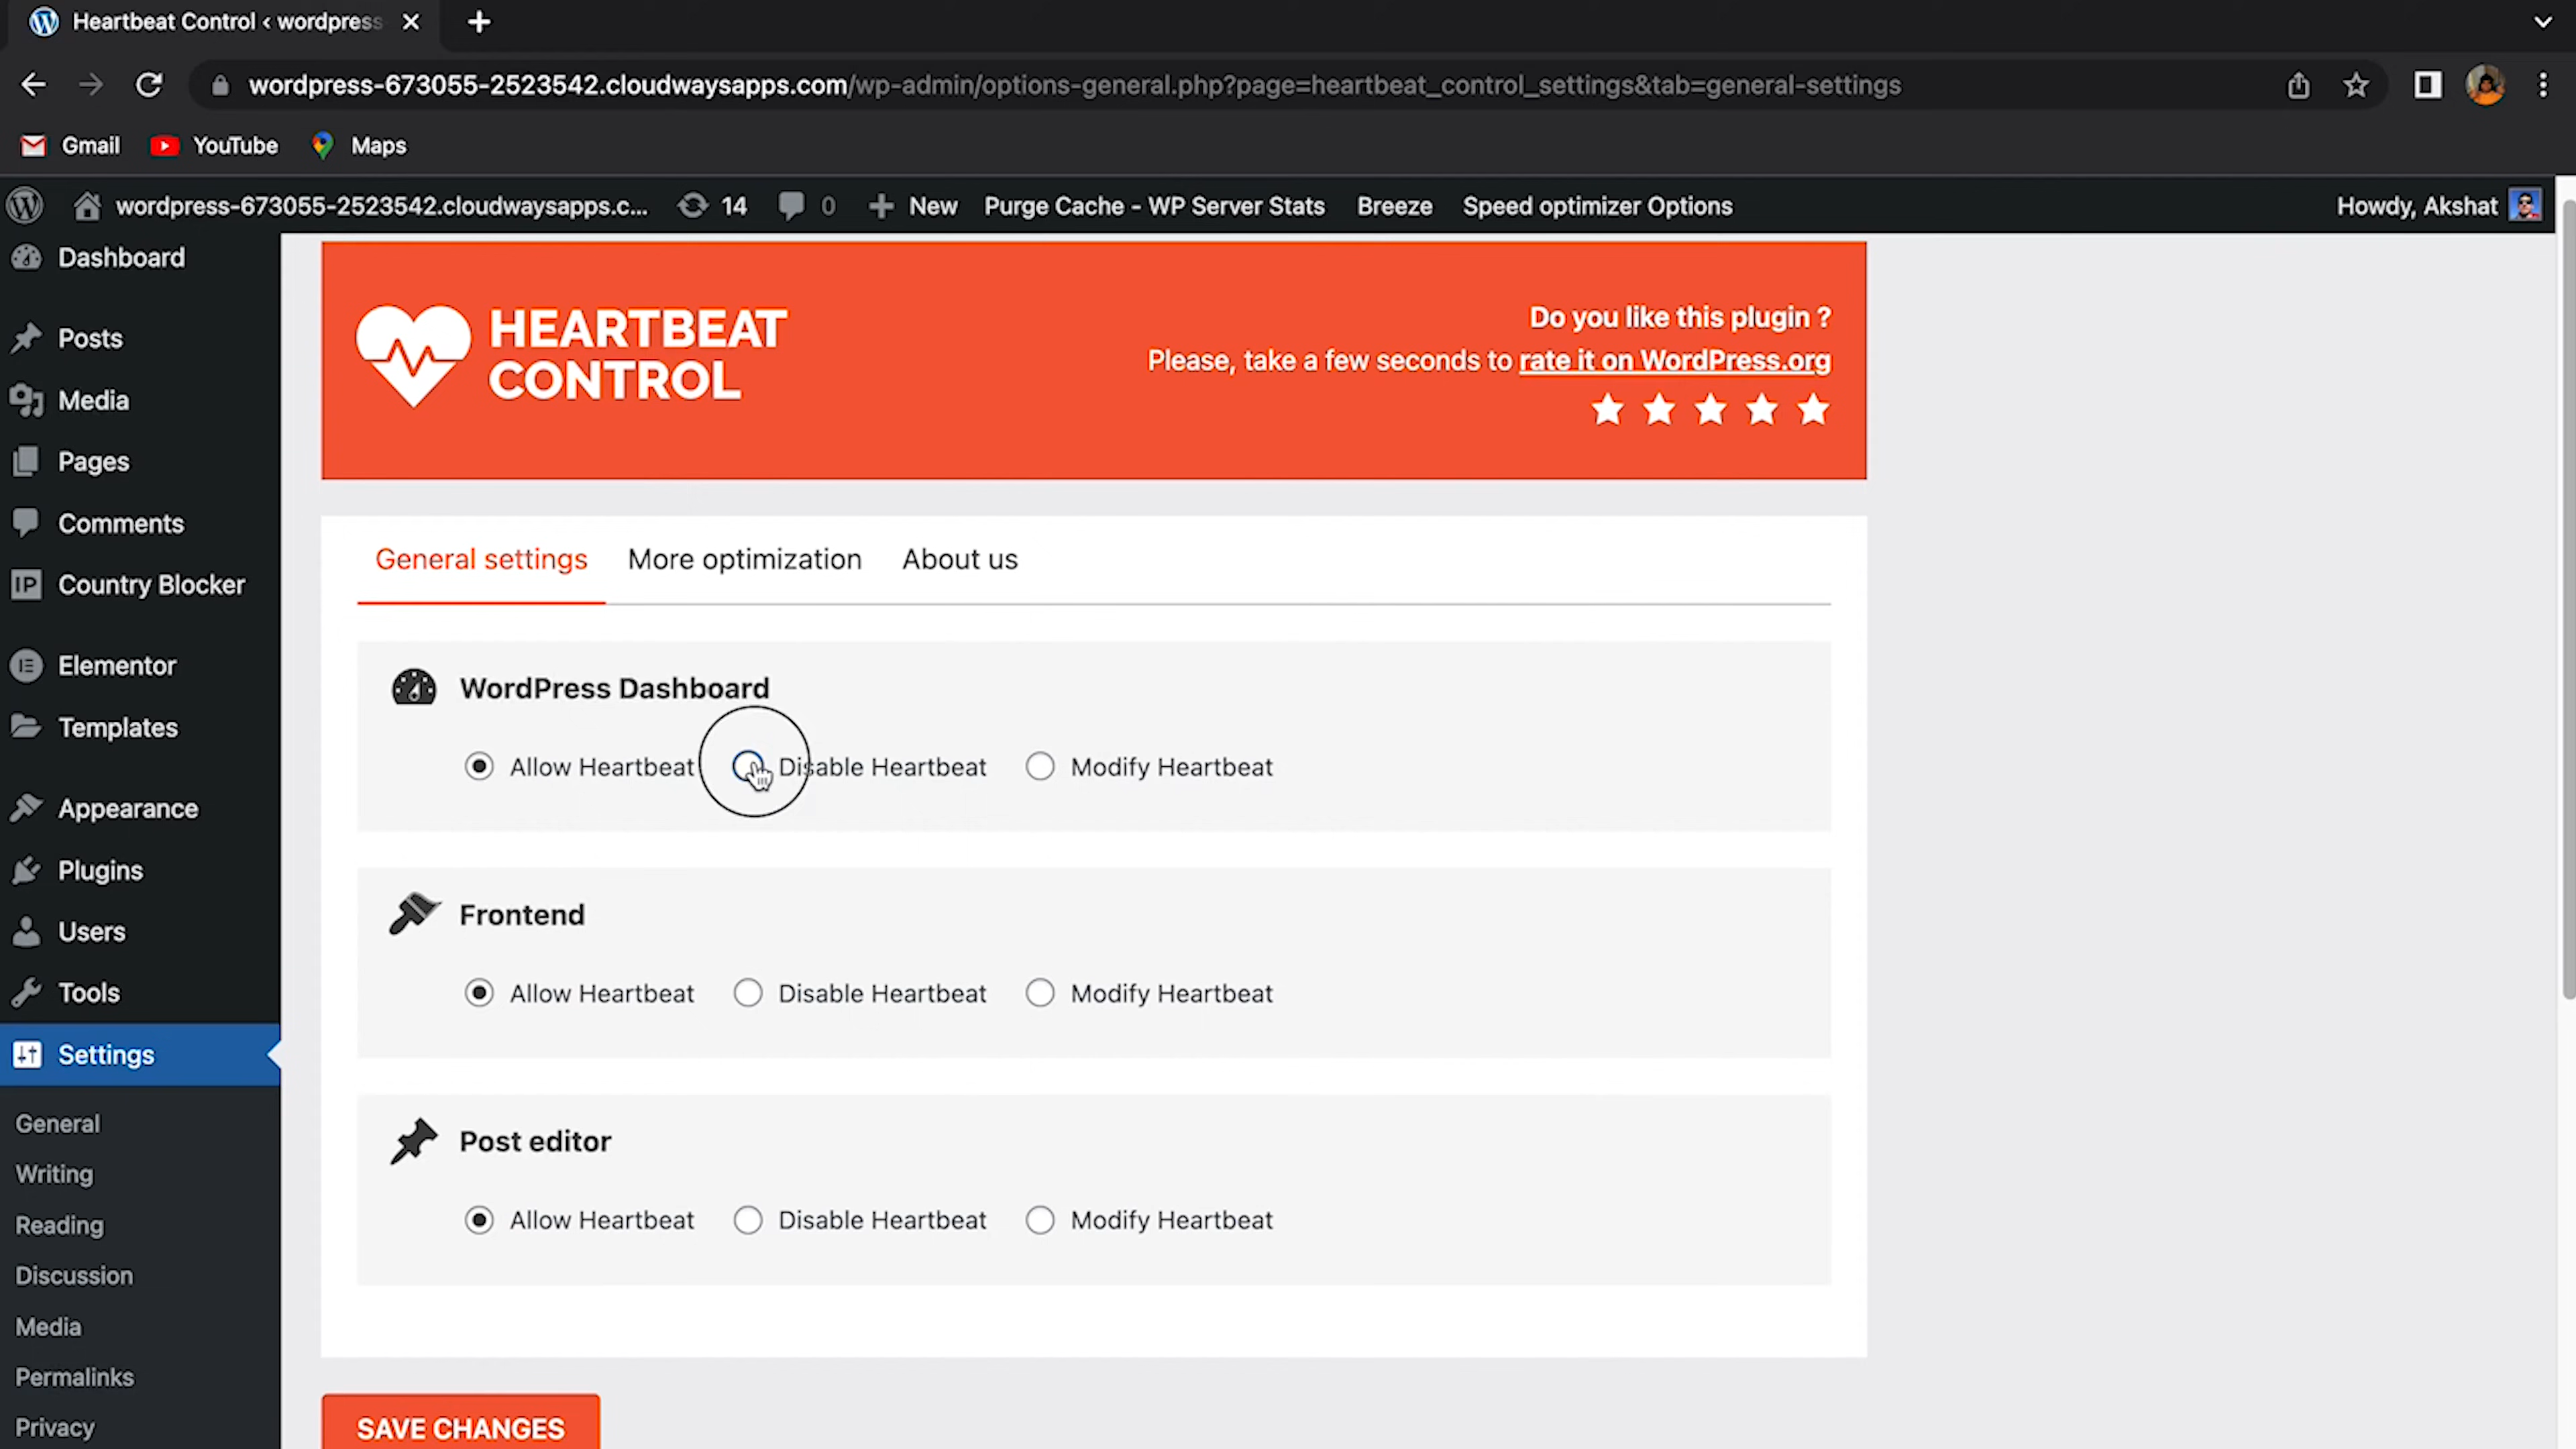 Heartbeat Control ‹ wordpress
wordpress-673055-2523542.cloudwaysapps.com/wp-admin/options-general.php?page=heartbeat_control_settings&tab=general-settings
Gmail YouTube Maps
wordpress-673055-2523542.cloudwaysapps.c... 14 0 New Purge Cache - WP Server Stats Breeze Speed optimizer Options Howdy, Akshat
Dashboard
Posts
Media
Pages
Comments
IP Country Blocker
Elementor
Templates
Appearance
Plugins
Users
Tools
Settings
General
Writing
Reading
Discussion
Media
Permalinks
Privacy
HEARTBEAT
CONTROL
Do you like this plugin ?
Please, take a few seconds to rate it on WordPress.org
General settings More optimization About us
WordPress Dashboard
Allow Heartbeat Disable Heartbeat Modify Heartbeat
Frontend
Allow Heartbeat Disable Heartbeat Modify Heartbeat
Post editor
Allow Heartbeat Disable Heartbeat Modify Heartbeat
SAVE CHANGES